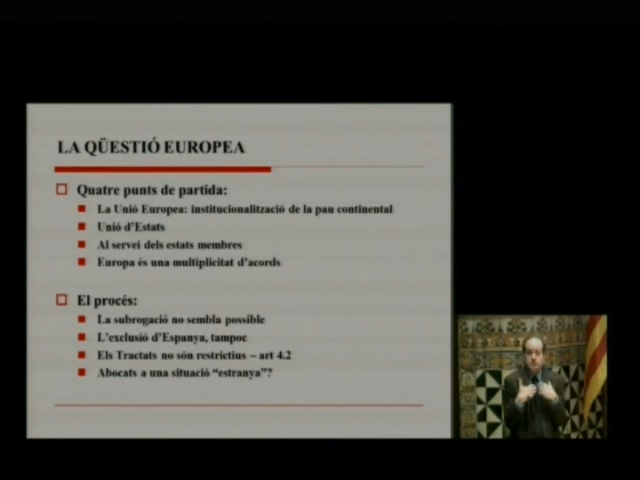 LA QÜESTIÓ EUROPEA
Quatre punts de partida:
La Unió Europea: institucionalització de la pau continental
Unió d'Estats
Al servei dels estats membres
Europa és una multiplicitat d'acords
El procés:
La subrogació no sembla possible
L'exclusió d'Espanya, tampoc
Els Tractats no són restrictius – art 4.2
Abocats a una situació “estranya”?